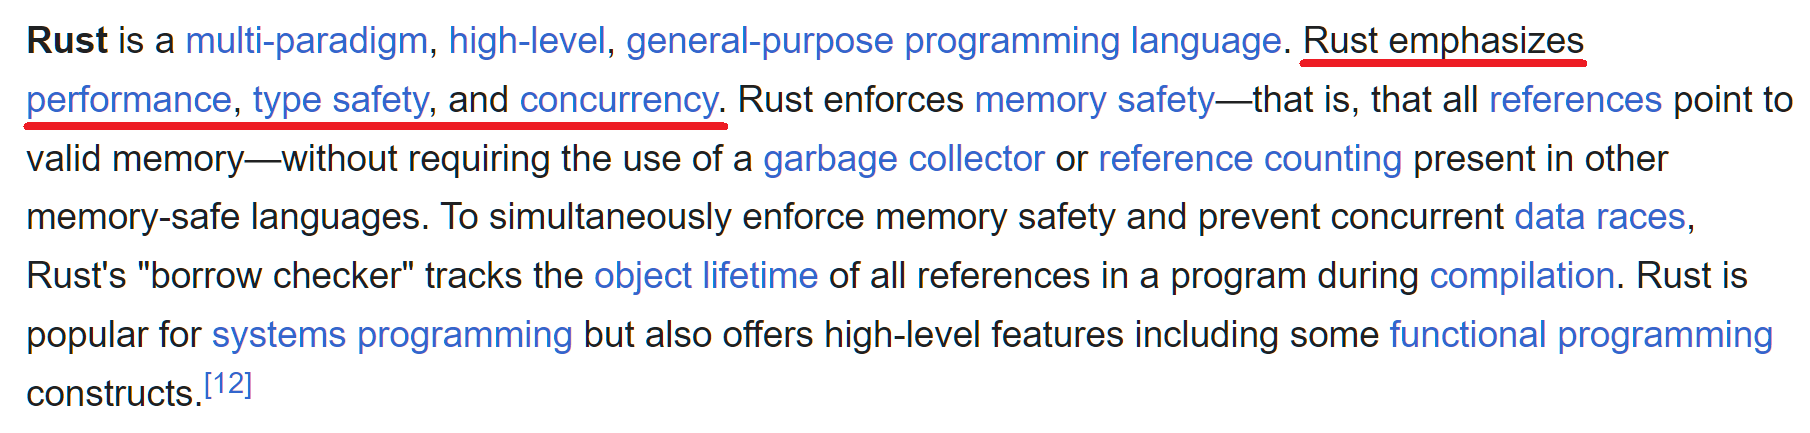 Rust is a multi-paradigm, high-level, general-purpose programming language. Rust emphasizes
performance, type safety, and concurrency. Rust enforces memory safety—that is, that all references point to
valid memory—without requiring the use of a garbage collector or reference counting present in other
memory-safe languages. To simultaneously enforce memory safety and prevent concurrent data races,
Rust's "borrow checker" tracks the object lifetime of all references in a program during compilation. Rust is
popular for systems programming but also offers high-level features including some functional programming
constructs.[12]